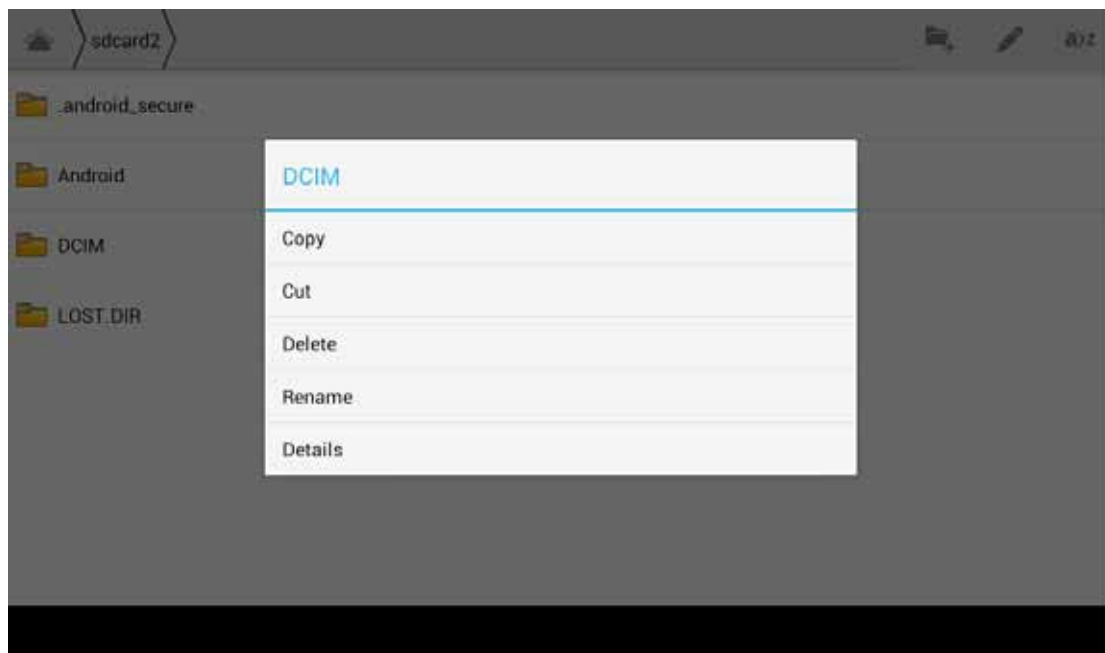 sdcard2
a›z
.android_secure
Android
DCIM
LOST.DIR
DCIM
Copy
Cut
Delete
Rename
Details